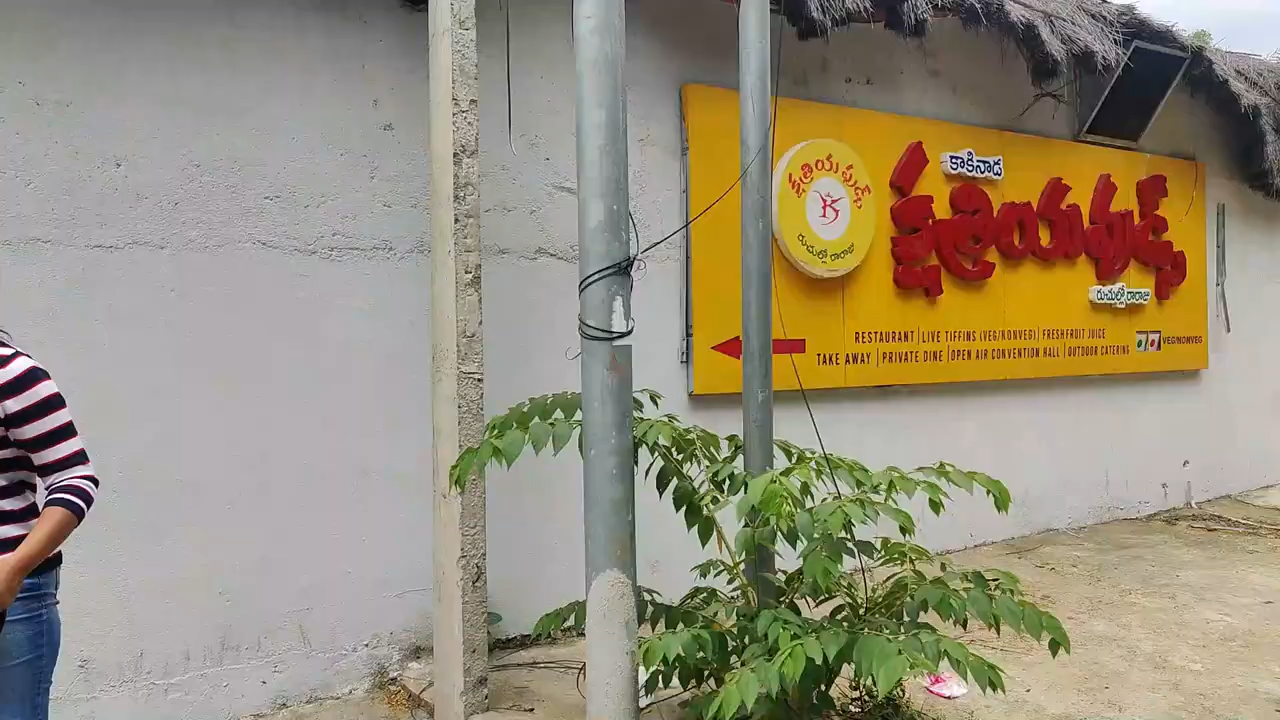 క్షత్రియ ఫుడ్స్
రుచుల్లో రారాజు
కాకినాడ
క్షత్రియ ఫుడ్స్
రుచుల్లో రారాజు
RESTAURANT | LIVE TIFFINS (VEG/NONVEG) | FRESH FRUIT JUICE
TAKE AWAY | PRIVATE DINE | OPEN AIR CONVENTION HALL | OUTDOOR CATERING
VEG/NONVEG